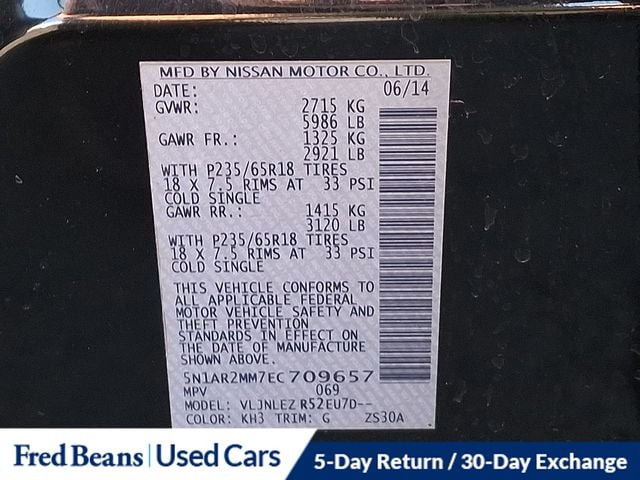 MFD BY NISSAN MOTOR CO., LTD.
DATE: 06/14
GVWR: 2715 KG
5986 LB
GAWR FR.: 1325 KG
2921 LB
WITH P235/65R18 TIRES
18 X 7.5 RIMS AT 33 PSI
COLD SINGLE
GAWR RR.: 1415 KG
3120 LB
WITH P235/65R18 TIRES
18 X 7.5 RIMS AT 33 PSI
COLD SINGLE
THIS VEHICLE CONFORMS TO
ALL APPLICABLE FEDERAL
MOTOR VEHICLE SAFETY AND
THEFT PREVENTION
STANDARDS IN EFFECT ON
THE DATE OF MANUFACTURE
SHOWN ABOVE.
5N1AR2MM7EC709657
MPV 069
MODEL: VLJNLEZ R52EU7D--
COLOR: KH3 TRIM: G ZS30A
Fred Beans Used Cars 5-Day Return / 30-Day Exchange